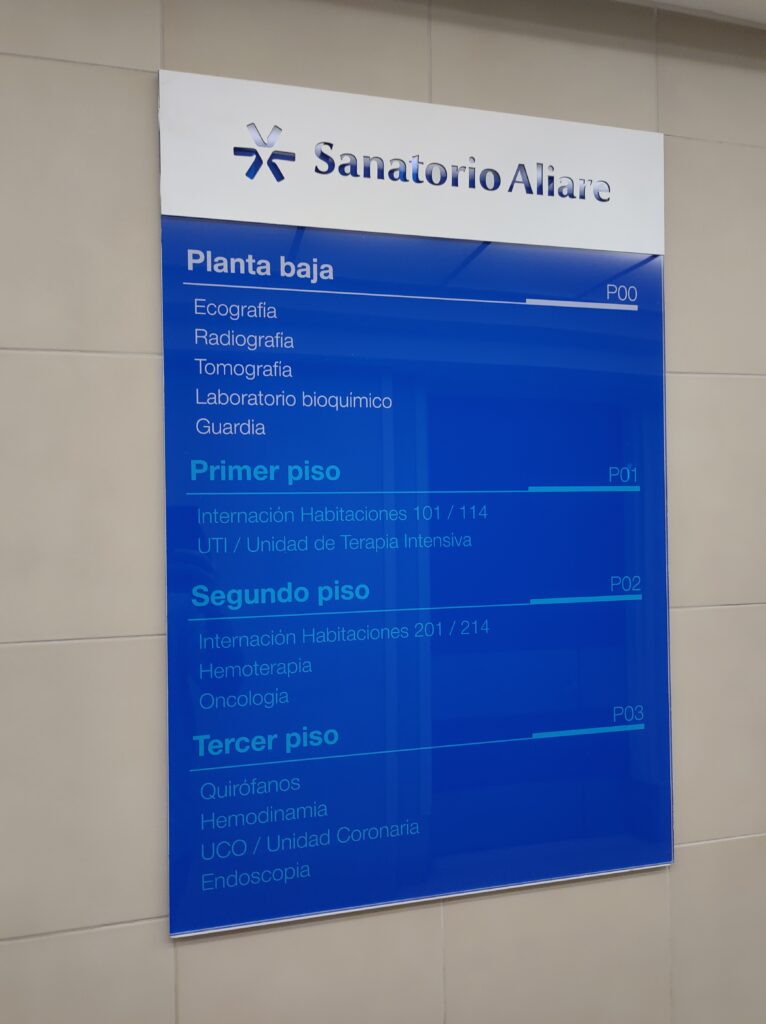 Sanatorio Aliare
Planta baja
P00
Ecografia
Radiografia
Tomografia
Laboratorio bioquimico
Guardia
Primer piso
P01
Internación Habitaciones 101 / 114
UTI / Unidad de Terapia Intensiva
Segundo piso
P02
Internación Habitaciones 201 / 214
Hemoterapia
Oncologia
Tercer piso
P03
Quirófanos
Hemodinamia
UCO / Unidad Coronaria
Endoscopia